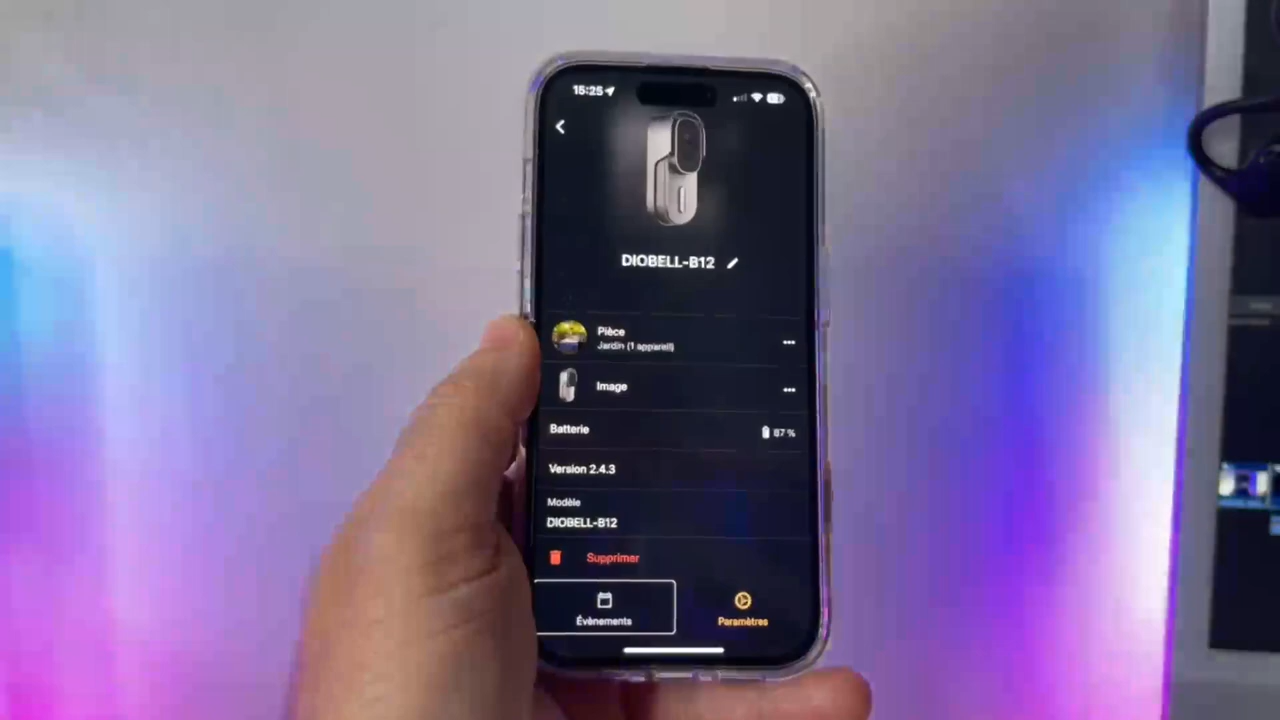 15:25
DIOBELL-B12
Pièce
Jardin (1 appareil)
Image
Batterie
87 %
Version 2.4.3
Modèle
DIOBELL-B12
Supprimer
Évènements
Paramètres